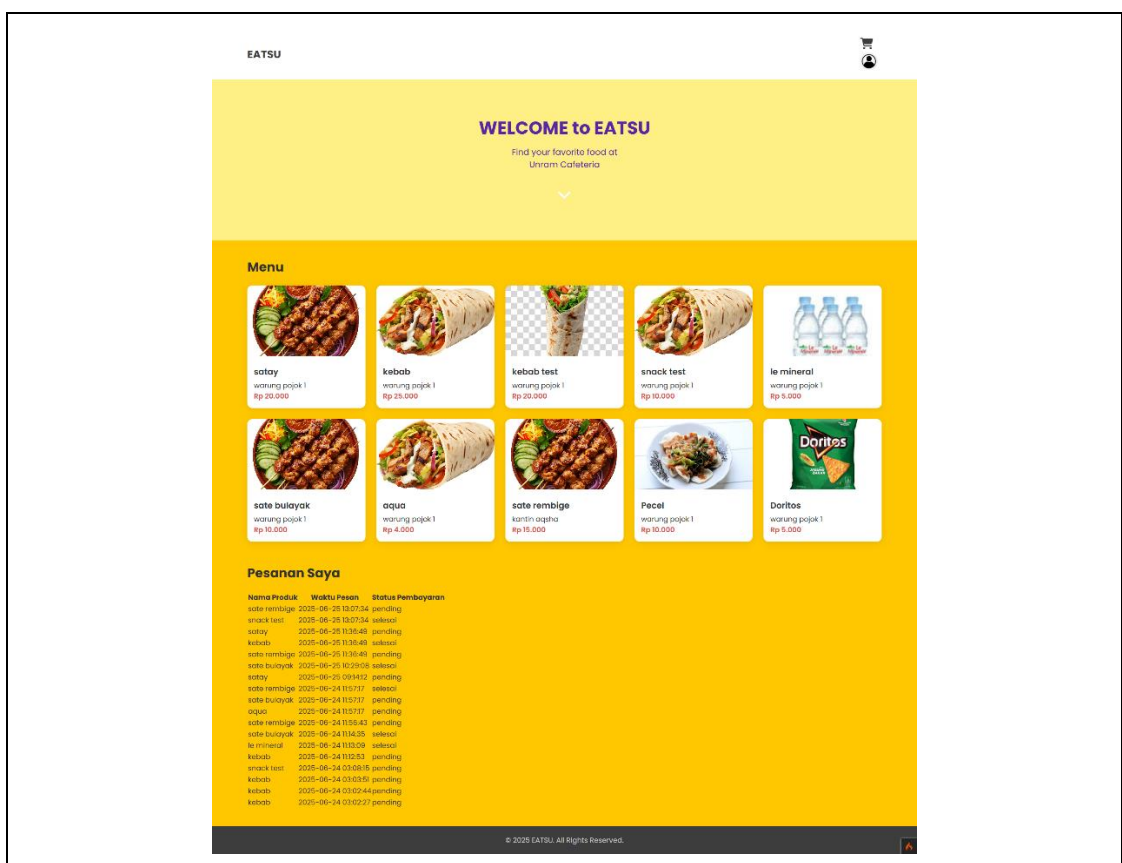 EATSU
WELCOME to EATSU
Find your favorite food at
Unram Cafeteria
Menu
satay
warung pojok 1
Rp 20.000
kebab
warung pojok 1
Rp 25.000
kebab test
warung pojok 1
Rp 20.000
snack test
warung pojok 1
Rp 10.000
le mineral
warung pojok 1
Rp 5.000
sate bulayak
warung pojok 1
Rp 10.000
aqua
warung pojok 1
Rp 4.000
sate rembige
kantin aqsha
Rp 15.000
Pecel
warung pojok 1
Rp 10.000
Doritos
Doritos
warung pojok 1
Rp 5.000
Pesanan Saya
Nama Produk Waktu Pesan Status Pembayaran
sate rembige 2025-06-25 13:07:34 pending
snack test 2025-06-25 13:07:34 selesai
satay 2025-06-25 11:36:49 pending
kebab 2025-06-25 11:36:49 selesai
sate rembige 2025-06-25 11:36:49 pending
sate bulayak 2025-06-25 10:29:08 selesai
satay 2025-06-25 09:14:12 pending
sate rembige 2025-06-24 11:57:17 selesai
sate bulayak 2025-06-24 11:57:17 pending
aqua 2025-06-24 11:57:17 pending
sate rembige 2025-06-24 11:56:43 pending
sate bulayak 2025-06-24 11:14:35 selesai
le mineral 2025-06-24 11:13:09 selesai
kebab 2025-06-24 11:12:53 pending
snack test 2025-06-24 03:08:15 pending
kebab 2025-06-24 03:03:51 pending
kebab 2025-06-24 03:02:44 pending
kebab 2025-06-24 03:02:27 pending
© 2025 EATSU. All Rights Reserved.